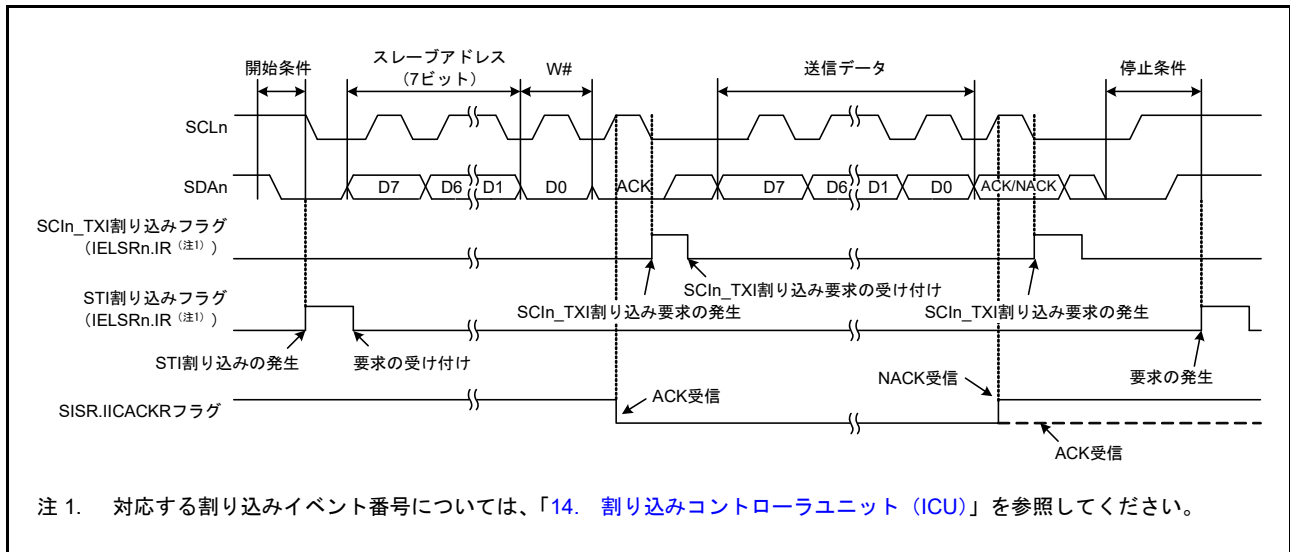 開始条件
スレーブアドレス
（7ビット）
W#
送信データ
停止条件
SCLn
SDAn
D7
D6
D1
D0
ACK
D7
D6
D1
D0
ACK/NACK
SCIn_TXI割り込みフラグ
（IELSRn.IR（注1））
SCIn_TXI割り込み要求の受け付け
SCIn_TXI割り込み要求の発生
SCIn_TXI割り込み要求の発生
STI割り込みフラグ
（IELSRn.IR（注1））
STI割り込みの発生
要求の受け付け
要求の発生
SISR.IICACKRフラグ
ACK受信
NACK受信
ACK受信
注 1. 対応する割り込みイベント番号については、「14. 割り込みコントローラユニット（ICU）」を参照してください。